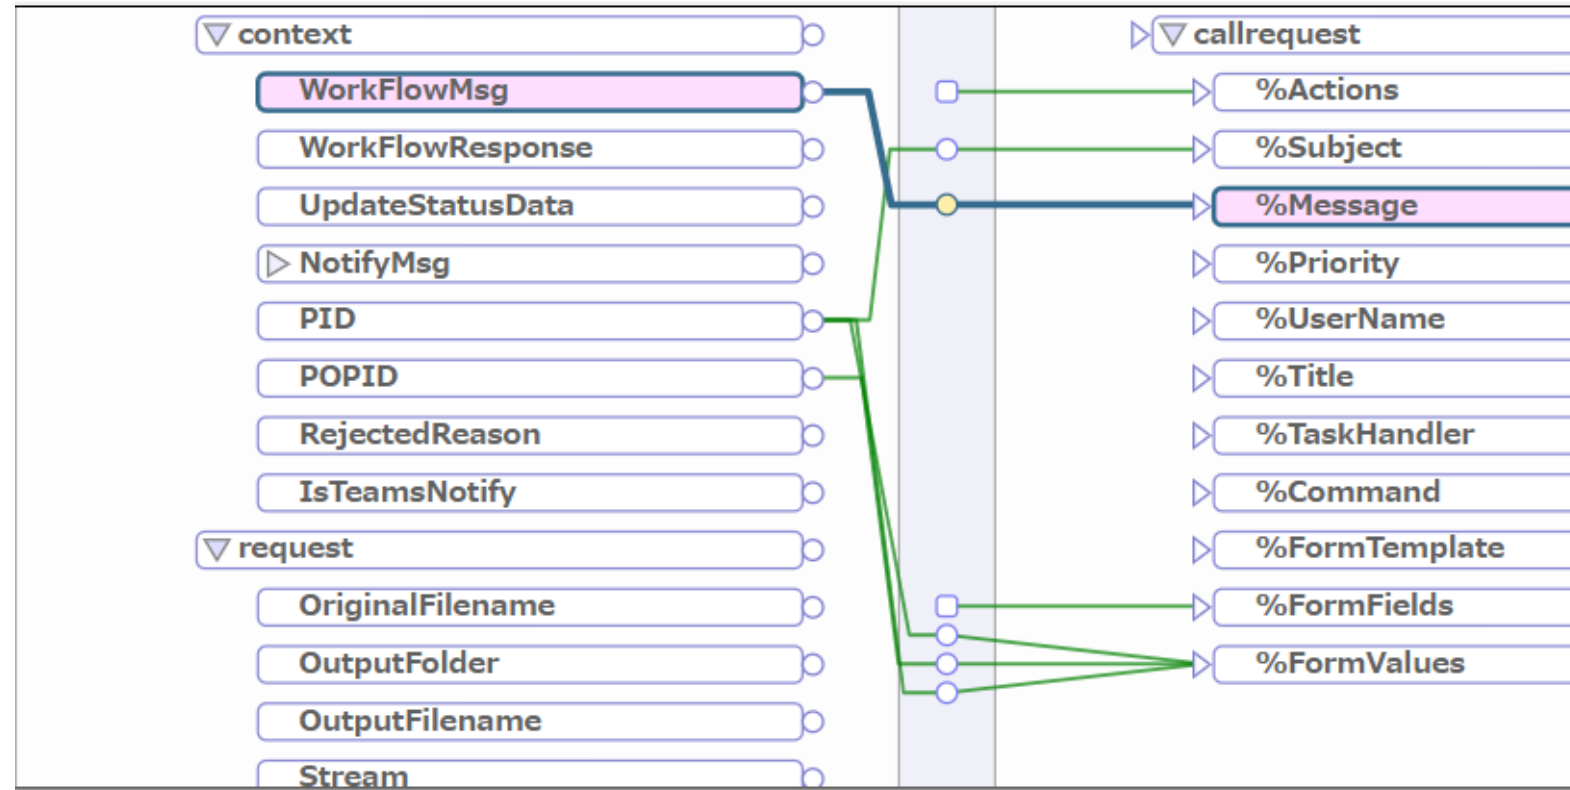 context
WorkFlowMsg
WorkFlowResponse
UpdateStatusData
NotifyMsg
PID
POPID
RejectedReason
IsTeamsNotify
request
OriginalFilename
OutputFolder
OutputFilename
Stream
callrequest
%Actions
%Subject
%Message
%Priority
%UserName
%Title
%TaskHandler
%Command
%FormTemplate
%FormFields
%FormValues